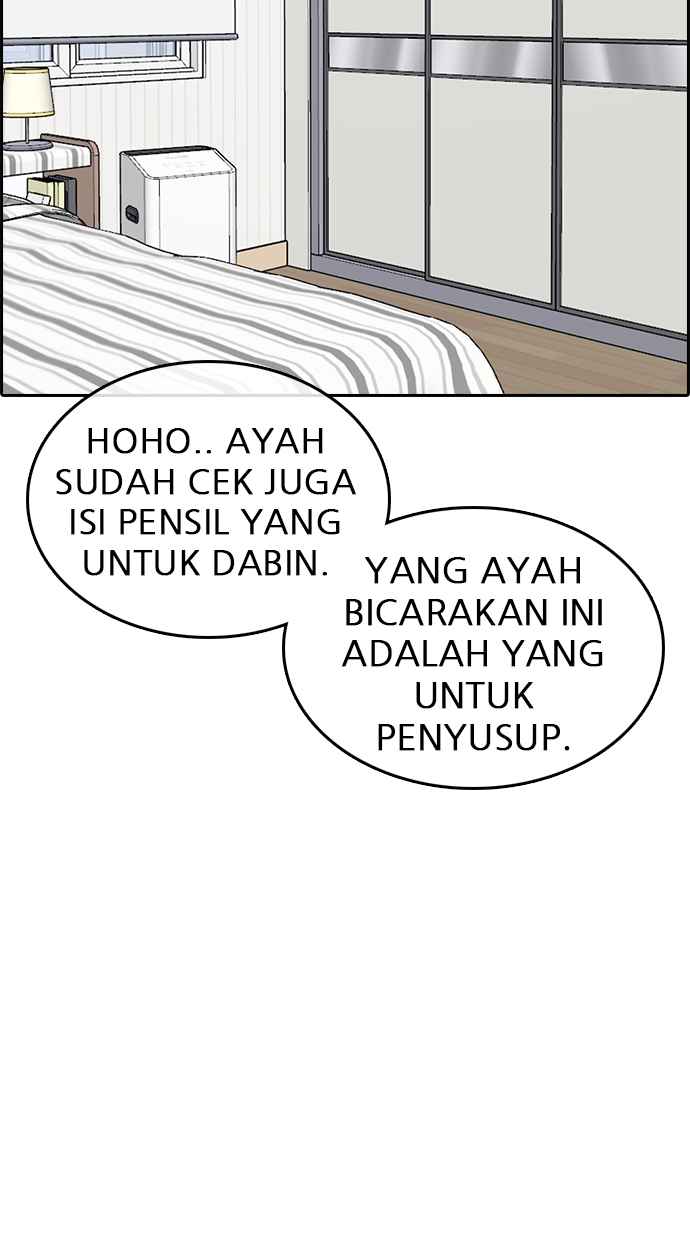 HOHO.. AYAH
SUDAH CEK JUGA
ISI PENSIL YANG
UNTUK DABIN.
YANG AYAH
BICARAKAN INI
ADALAH YANG
UNTUK
PENYUSUP.